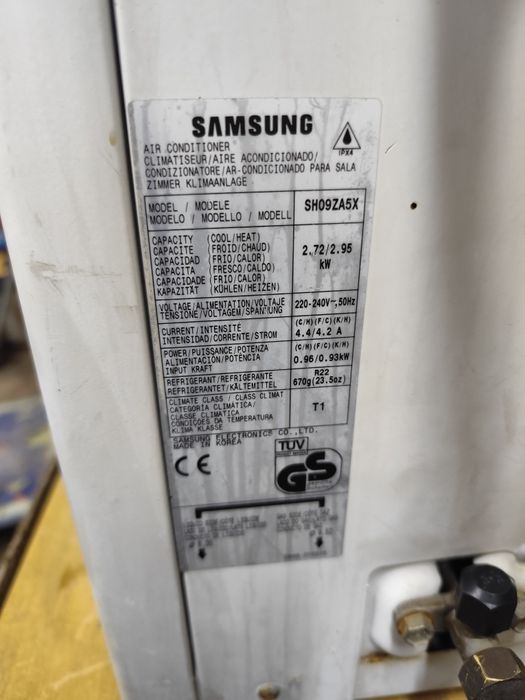 SAMSUNG
IPX4
AIR CONDITIONER
CLIMATISEUR/AIRE ACONDICIONADO/
CONDIZIONATORE/AR-CONDICIONADO PARA SALA
ZIMMER KLIMAANLAGE
MODEL / MODELE
MODELO / MODELLO / MODELL
SH09ZA5X
CAPACITY (COOL/HEAT)
CAPACITE (FROID/CHAUD)
CAPACIDAD (FRIO/CALOR)
CAPACITA (FRESCO/CALDO)
CAPACIDADE (FRIO/CALOR)
KAPAZITÄT (KÜHLEN/HEIZEN)
2.72/2.95
kW
VOLTAGE/ALIMENTATION/VOLTAJE
TENSIONE/VOLTAGEM/SPANNUNG
220-240V~,50Hz
CURRENT/INTENSITÉ
INTENSIDAD/CORRENTE/STROM
(C/H) (F/C) (K/H)
4.4/4.2 A
POWER/PUISSANCE/POTENZA
ALIMENTACIÓN/POTÊNCIA
INPUT KRAFT
(C/H) (F/C) (K/H)
0.96/0.93kW
REFRIGERANT/REFRIGERANTE
REFRIGERANTET/KÄLTEMITTEL
R22
670g(23.5oz)
CLIMATE CLASS / CLASS CLIMAT
CATEGORIA CLIMATICA/
CLASSE CLIMATICA
CONDIÇÕES DA TEMPERATURA
KLIMA KLASSE
T1
SAMSUNG ELECTRONICS CO.,LTD.
MADE IN KOREA
CE
TÜV
GS